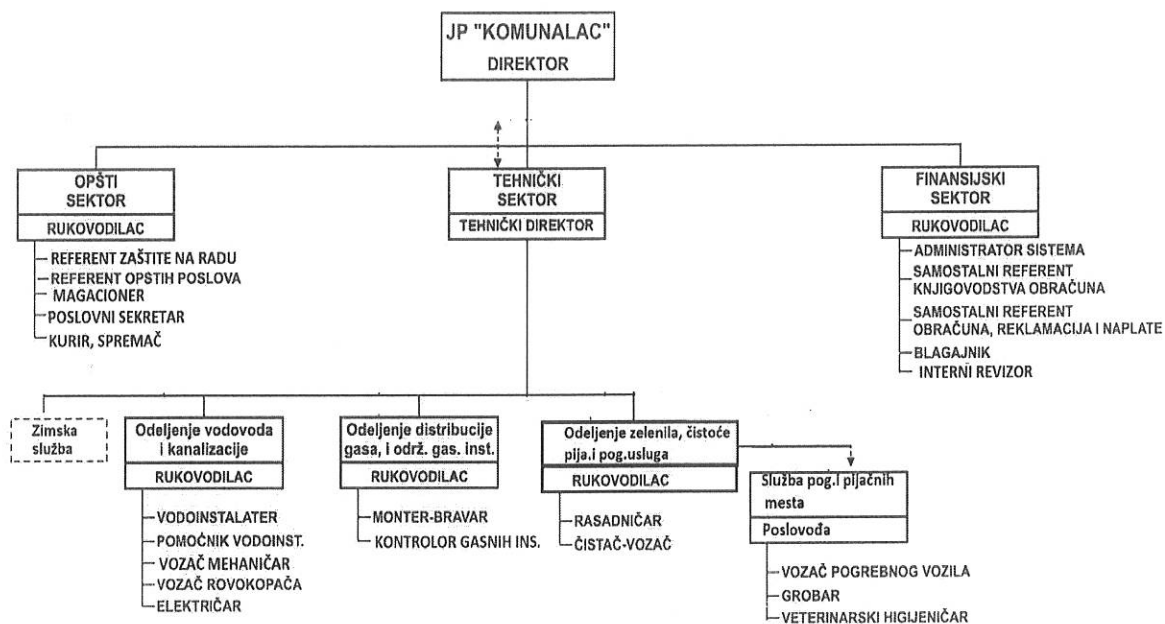 JP "KOMUNALAC"
DIREKTOR
OPŠTI
SEKTOR
RUKOVODILAC
REFERENT ZAŠTITE NA RADU
REFERENT OPSTIH POSLOVA
MAGACIONER
POSLOVNI SEKRETAR
KURIR, SPREMAČ
TEHNIČKI
SEKTOR
TEHNIČKI DIREKTOR
FINANSIJSKI
SEKTOR
RUKOVODILAC
ADMINISTRATOR SISTEMA
SAMOSTALNI REFERENT
KNJIGOVODSTVA OBRAČUNA
SAMOSTALNI REFERENT
OBRAČUNA, REKLAMACIJA I NAPLATE
BLAGAJNIK
INTERNI REVIZOR
Zimska
služba
Odeljenje vodovoda
i kanalizacije
RUKOVODILAC
VODOINSTALATER
POMOĆNIK VODOINST.
VOZAČ MEHANIČAR
VOZAČ ROVOKOPAČA
ELEKTRIČAR
Odeljenje distribucije
gasa, i održ. gas. inst.
RUKOVODILAC
MONTER-BRAVAR
KONTROLOR GASNIH INS.
Odeljenje zelenila, čistoće
pija.i pog.usluga
RUKOVODILAC
RASADNIČAR
ČISTAČ-VOZAČ
Služba pog.i pijačnih
mesta
Poslovođa
VOZAČ POGREBNOG VOZILA
GROBAR
VETERINARSKI HIGIJENIČAR